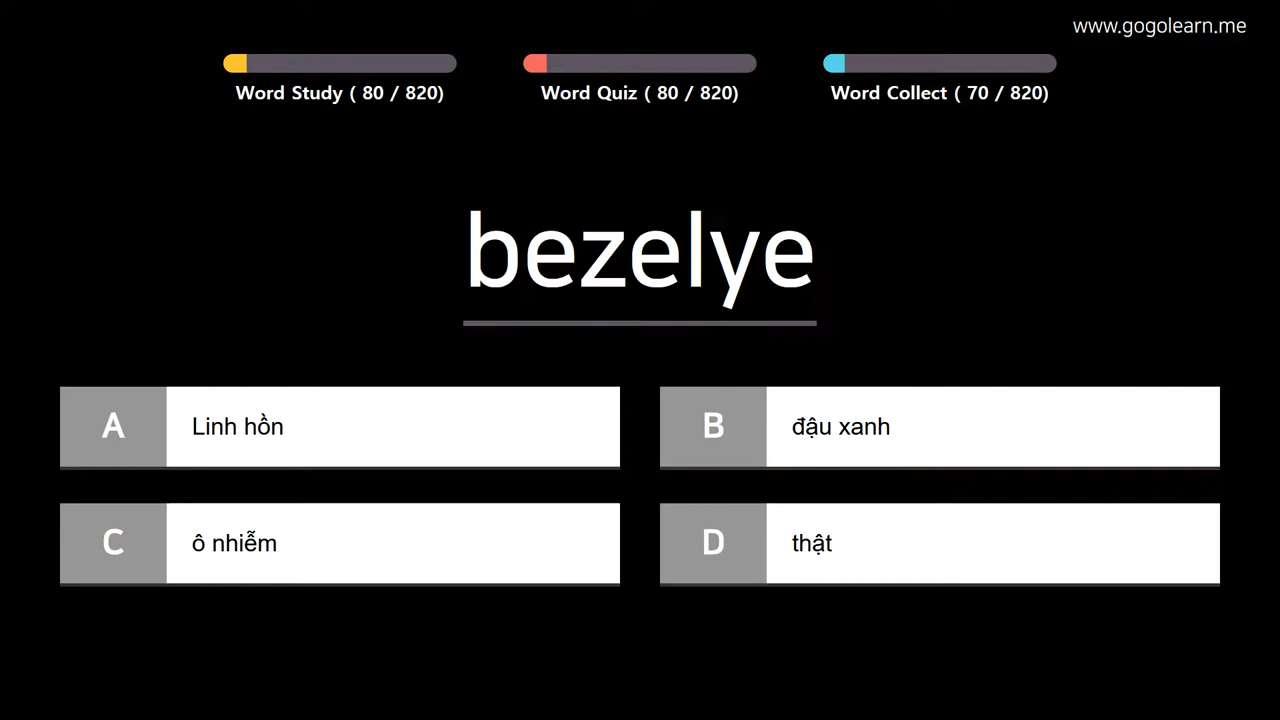 www.gogolearn.me
Word Study ( 80 / 820)
Word Quiz ( 80 / 820)
Word Collect ( 70 / 820)
bezelye
A Linh hồn
B đậu xanh
C ô nhiễm
D thật